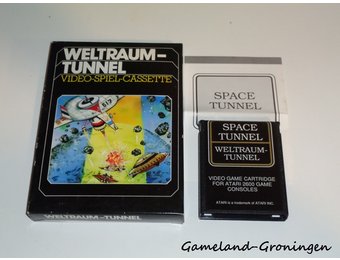 WELTRAUM-
TUNNEL
VIDEO-SPIEL-CASSETTE
WELTRAUM-TUNNEL
SPACE
TUNNEL
SPACE
TUNNEL
WELTRAUM-
TUNNEL
VIDEO GAME CARTRIDGE
FOR ATARI 2600 GAME
CONSOLES
ATARI is a trademark of ATARI INC.
Gameland-Groningen